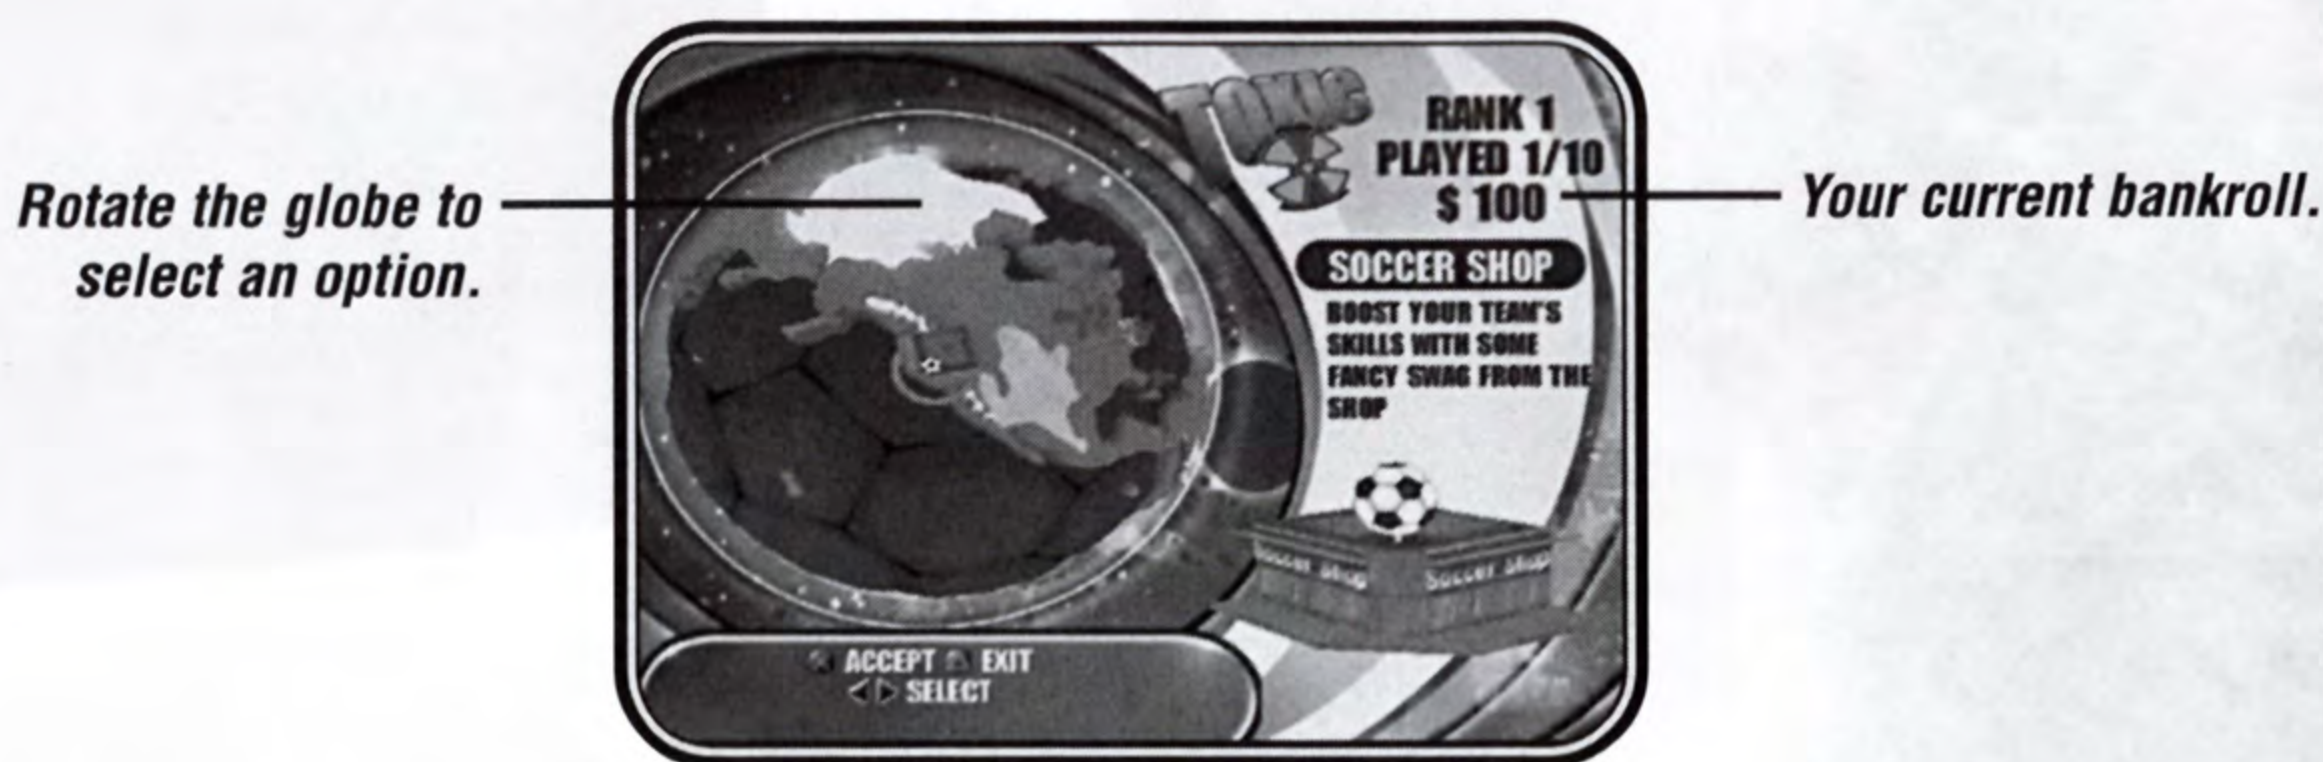 Rotate the globe to
select an option.
TOXIC
RANK 1
PLAYED 1/10
$ 100
Your current bankroll.
SOCCER SHOP
BOOST YOUR TEAM'S
SKILLS WITH SOME
FANCY SWAG FROM THE
SHOP
Soccer Shop
Soccer Shop
ACCEPT EXIT
SELECT